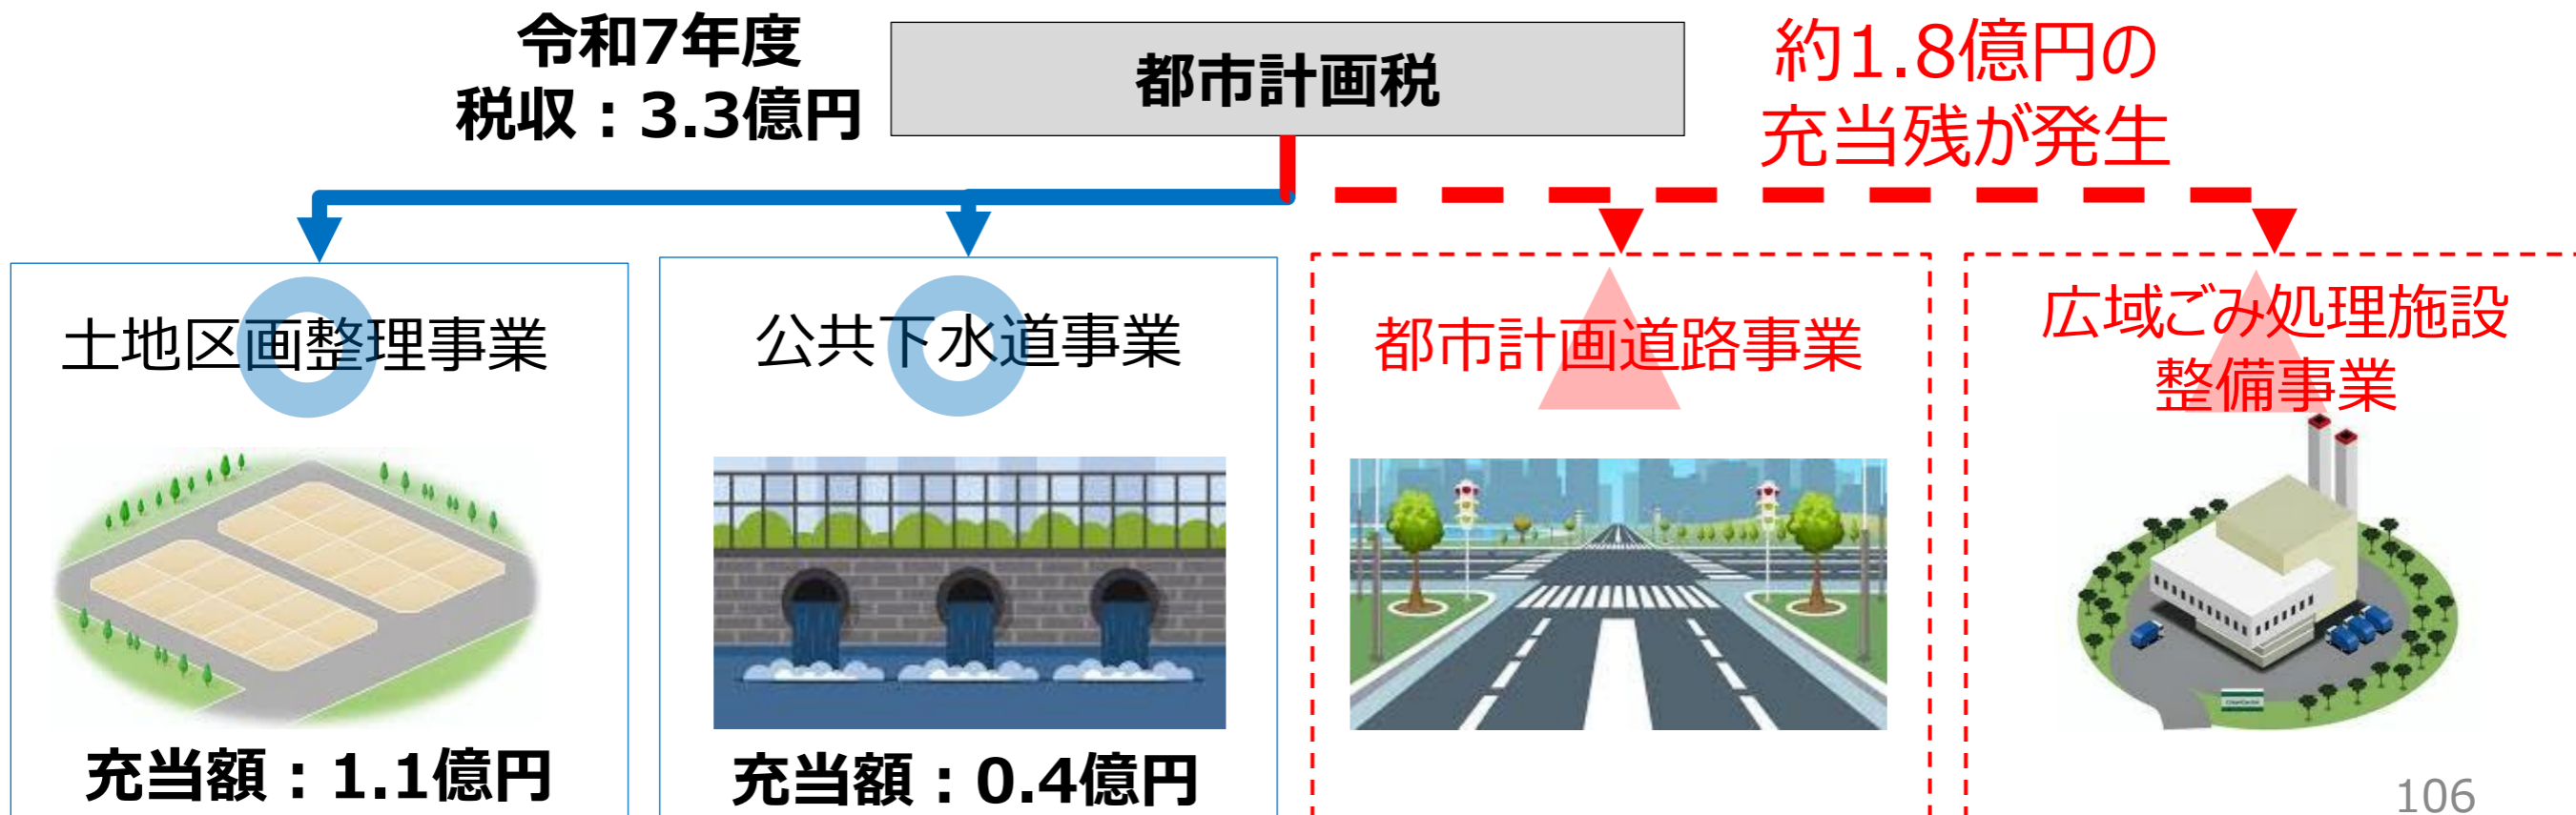 令和7年度
税収：3.3億円
都市計画税
約1.8億円の
充当残が発生
土地区画整理事業
公共下水道事業
都市計画道路事業
広域ごみ処理施設
整備事業
充当額：1.1億円
充当額：0.4億円
106